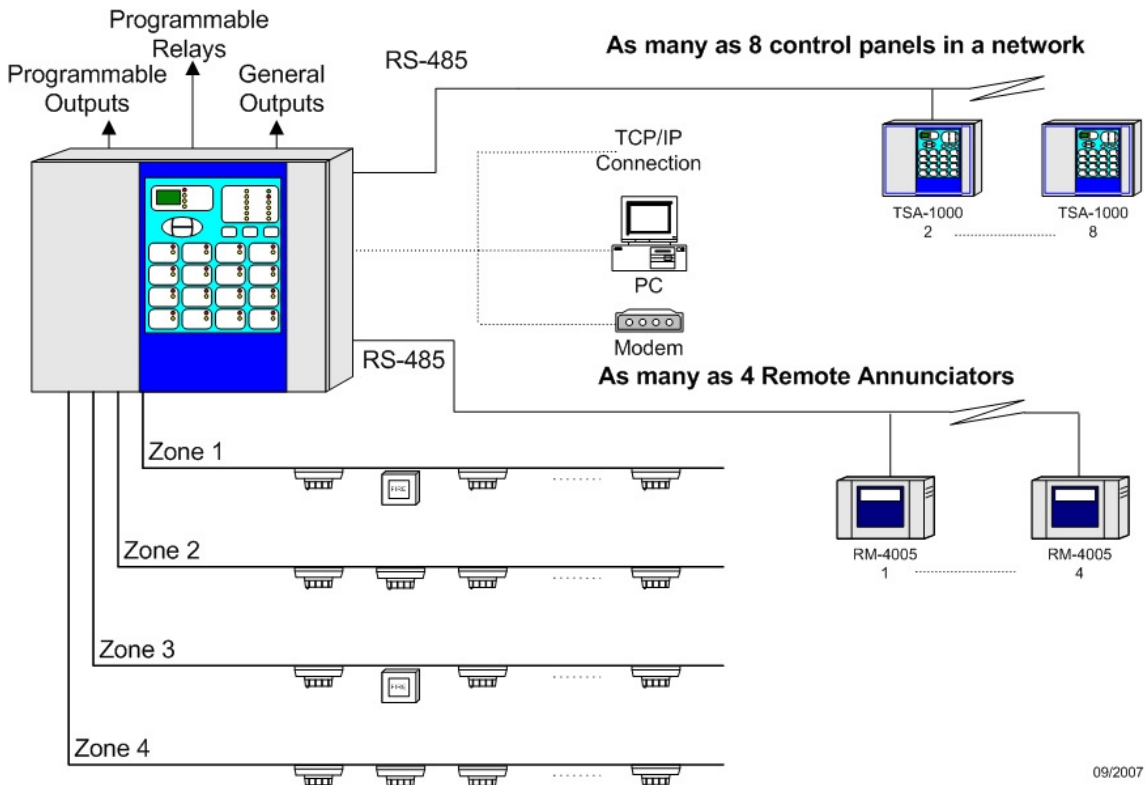 Programmable
Relays
Programmable
Outputs
General
Outputs
RS-485
As many as 8 control panels in a network
TCP/IP
Connection
TSA-1000
2
TSA-1000
8
PC
Modem
RS-485
As many as 4 Remote Annunciators
Zone 1
FIRE
RM-4005
1
RM-4005
4
Zone 2
Zone 3
FIRE
Zone 4
09/2007